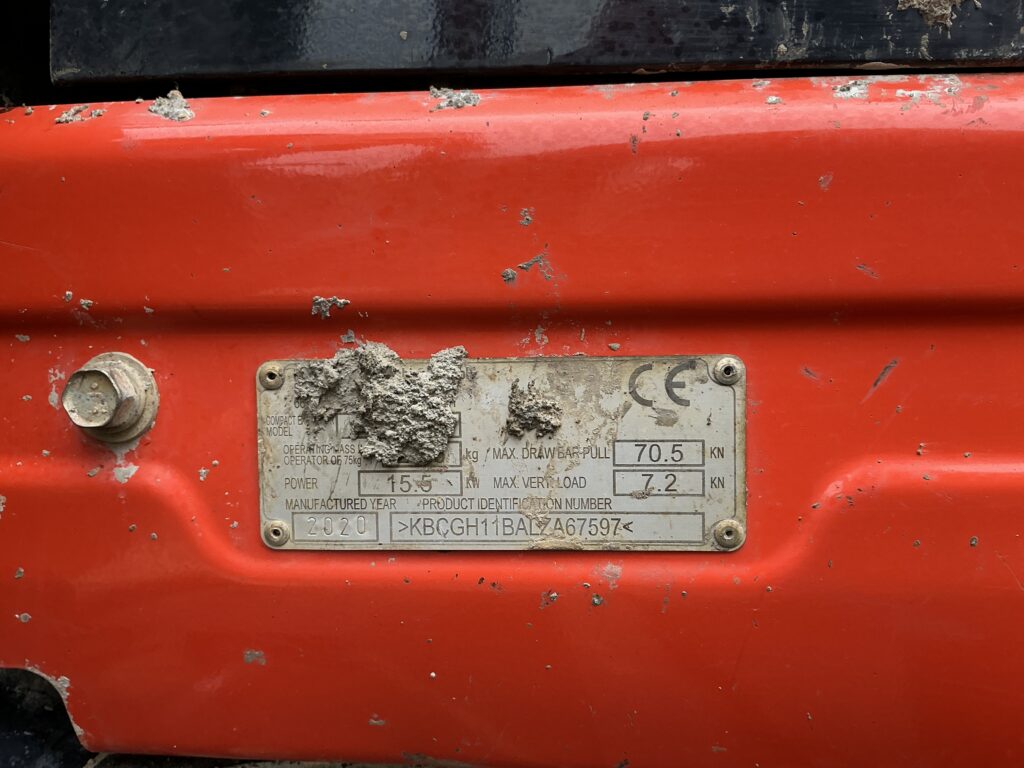 CE
COMPACT
MODEL
OPERATING MASS
OPERATOR OF 75kg kg MAX. DRAW BAR PULL 70.5 KN
POWER 15.5 KW MAX. VERT. LOAD 7.2 KN
MANUFACTURED YEAR PRODUCT IDENTIFICATION NUMBER
2020 >KBCGH11BALZA67597<